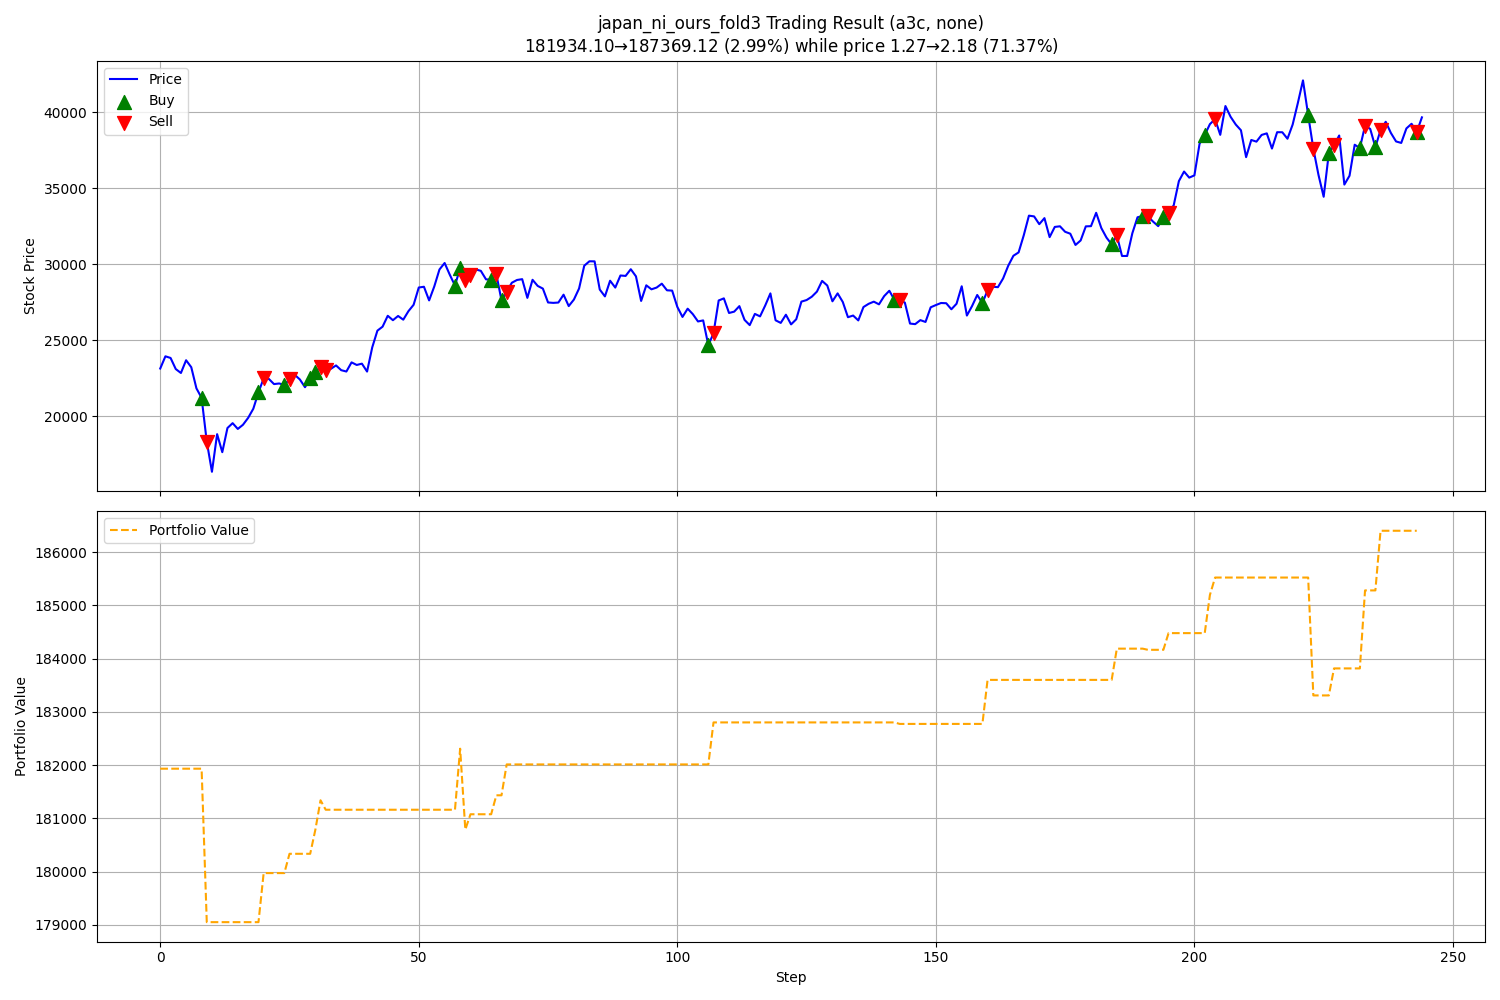 japan_ni_ours_fold3 Trading Result (a3c, none)
181934.10→187369.12 (2.99%) while price 1.27→2.18 (71.37%)
Price
Buy
Sell
Stock Price
40000
35000
30000
25000
20000
Portfolio Value
Portfolio Value
186000
185000
184000
183000
182000
181000
180000
179000
0
50
100
150
200
250
Step